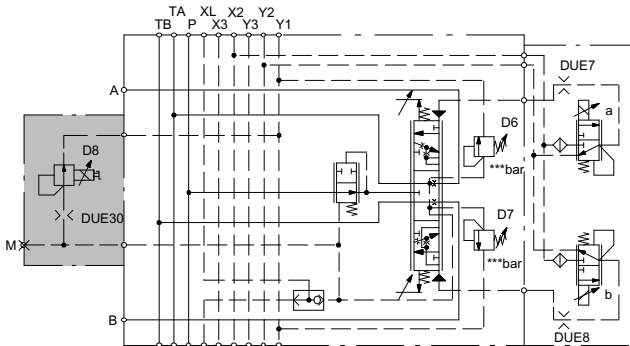 TA XL X2 Y2
TB P X3 Y3 Y1
DUE7
A
D6
a
D8
***bar
DUE30
D7
M
***bar
b
B
DUE8